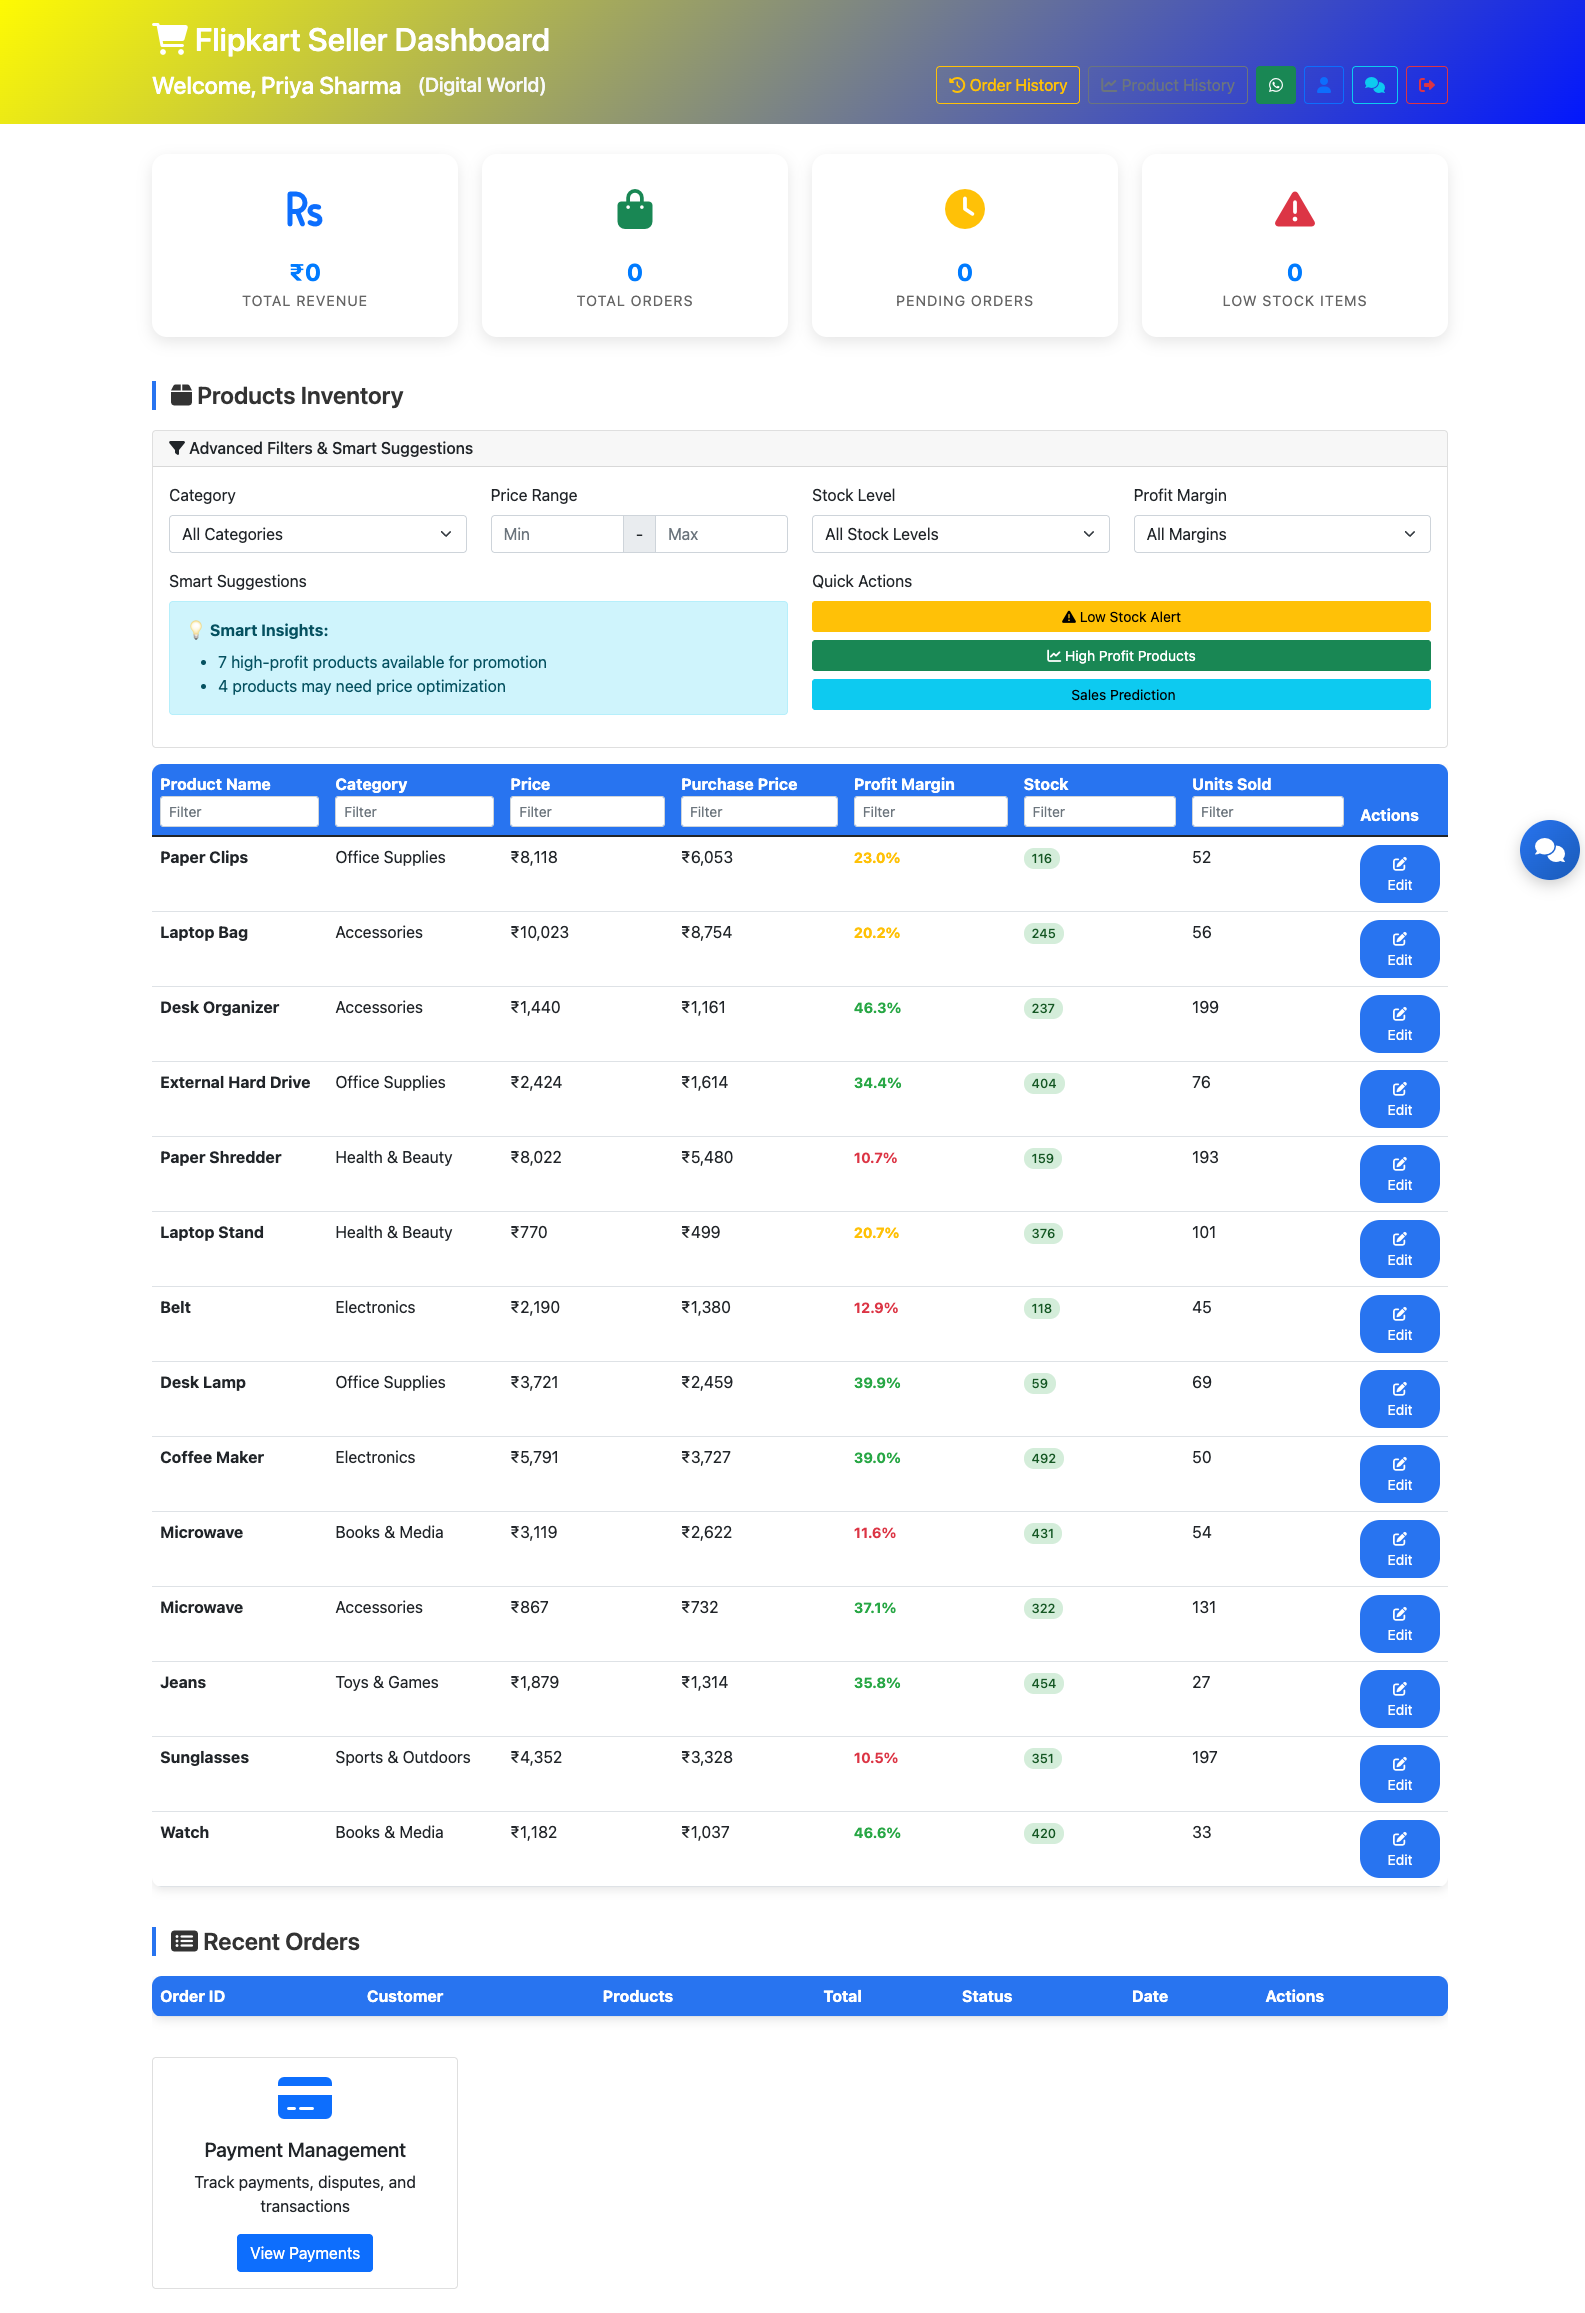 Flipkart Seller Dashboard
Welcome, Priya Sharma (Digital World)
Order History Product History
Rs
₹0
TOTAL REVENUE
0
TOTAL ORDERS
0
PENDING ORDERS
0
LOW STOCK ITEMS
Products Inventory
Advanced Filters & Smart Suggestions
Category Price Range Stock Level Profit Margin
All Categories Min - Max All Stock Levels All Margins
Smart Suggestions
Smart Insights:
• 7 high-profit products available for promotion
• 4 products may need price optimization
Quick Actions
Low Stock Alert
High Profit Products
Sales Prediction
Product Name Category Price Purchase Price Profit Margin Stock Units Sold
Filter Filter Filter Filter Filter Filter Filter Actions
Paper Clips Office Supplies ₹8,118 ₹6,053 23.0% 116 52 Edit
Laptop Bag Accessories ₹10,023 ₹8,754 20.2% 245 56 Edit
Desk Organizer Accessories ₹1,440 ₹1,161 46.3% 237 199 Edit
External Hard Drive Office Supplies ₹2,424 ₹1,614 34.4% 404 76 Edit
Paper Shredder Health & Beauty ₹8,022 ₹5,480 10.7% 159 193 Edit
Laptop Stand Health & Beauty ₹770 ₹499 20.7% 376 101 Edit
Belt Electronics ₹2,190 ₹1,380 12.9% 118 45 Edit
Desk Lamp Office Supplies ₹3,721 ₹2,459 39.9% 59 69 Edit
Coffee Maker Electronics ₹5,791 ₹3,727 39.0% 492 50 Edit
Microwave Books & Media ₹3,119 ₹2,622 11.6% 431 54 Edit
Microwave Accessories ₹867 ₹732 37.1% 322 131 Edit
Jeans Toys & Games ₹1,879 ₹1,314 35.8% 454 27 Edit
Sunglasses Sports & Outdoors ₹4,352 ₹3,328 10.5% 351 197 Edit
Watch Books & Media ₹1,182 ₹1,037 46.6% 420 33 Edit
Recent Orders
Order ID Customer Products Total Status Date Actions
Payment Management
Track payments, disputes, and
transactions
View Payments